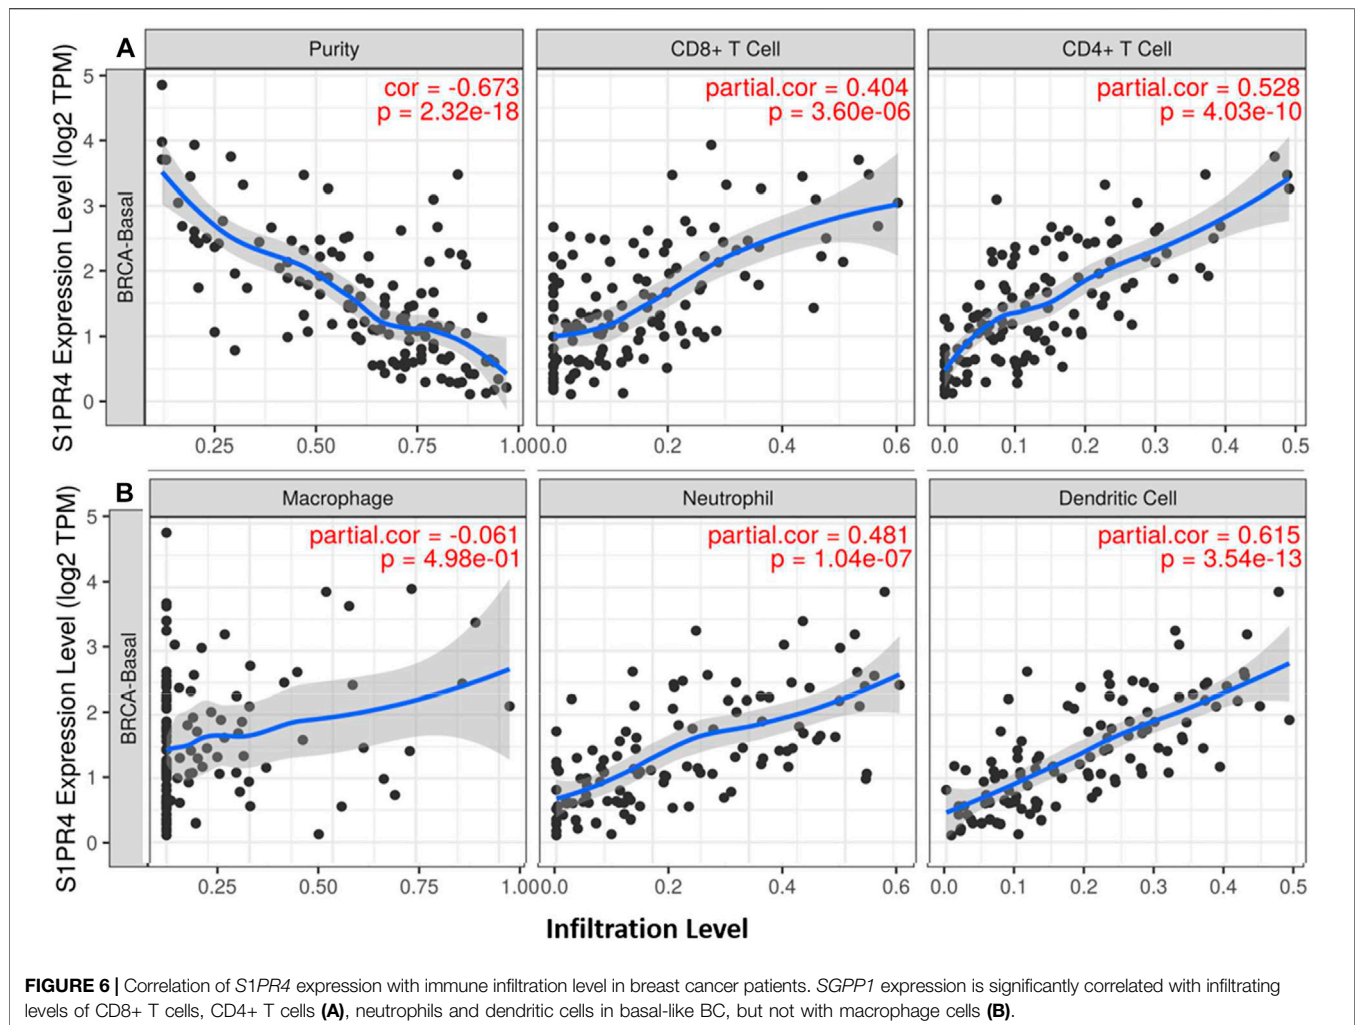 A
Purity
CD8+ T Cell
CD4+ T Cell
S1PR4 Expression Level (log2 TPM)
BRCA-Basal
5
4
3
2
1
0
cor = -0.673
p = 2.32e-18
partial.cor = 0.404
p = 3.60e-06
partial.cor = 0.528
p = 4.03e-10
0.25 0.50 0.75 1.00 0.0 0.2 0.4 0.6 0.0 0.1 0.2 0.3 0.4 0.5
B
Macrophage
Neutrophil
Dendritic Cell
S1PR4 Expression Level (log2 TPM)
BRCA-Basal
5
4
3
2
1
0
partial.cor = -0.061
p = 4.98e-01
partial.cor = 0.481
p = 1.04e-07
partial.cor = 0.615
p = 3.54e-13
0.25 0.50 0.75 1.00 0.0 0.2 0.4 0.6 0.0 0.1 0.2 0.3 0.4 0.5
Infiltration Level
FIGURE 6 | Correlation of S1PR4 expression with immune infiltration level in breast cancer patients. SGPP1 expression is significantly correlated with infiltrating
levels of CD8+ T cells, CD4+ T cells (A), neutrophils and dendritic cells in basal-like BC, but not with macrophage cells (B).